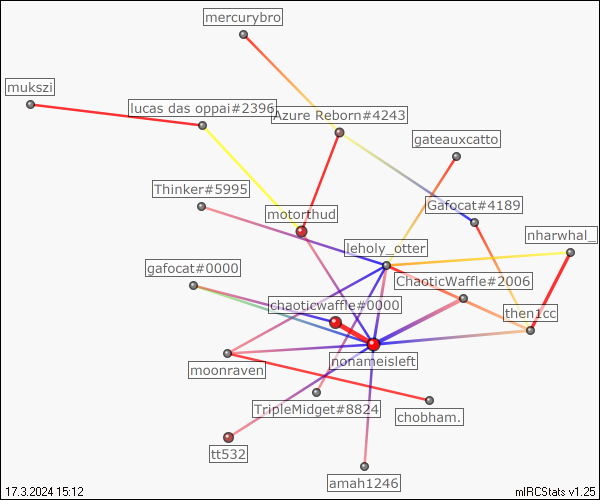 mercurybro
mukszi
lucas das oppai#2396
Azure Reborn#4243
gateauxcatto
Thinker#5995
motorthud
Gafocat#4189
nharwhal_
leholy_otter
gafocat#0000
ChaoticWaffle#2006
chaoticwaffle#0000
then1cc
nonameisleft
moonraven
TripleMidget#8824
chobham.
tt532
amah1246
17.3.2024 15:12
mIRCStats v1.25